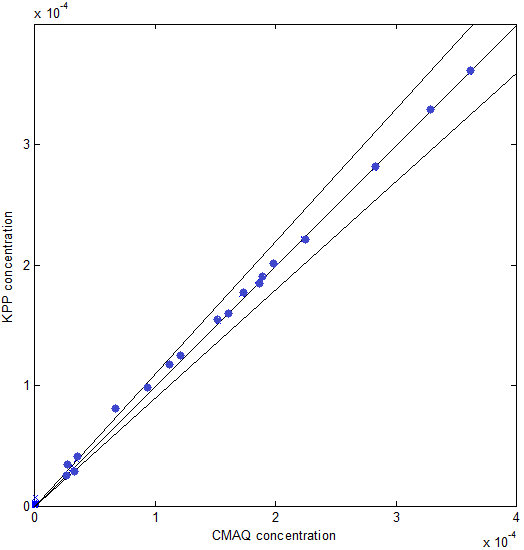 x 10⁻⁴
3
2
1
0
KPP concentration
0 1 2 3 4
CMAQ concentration
x 10⁻⁴